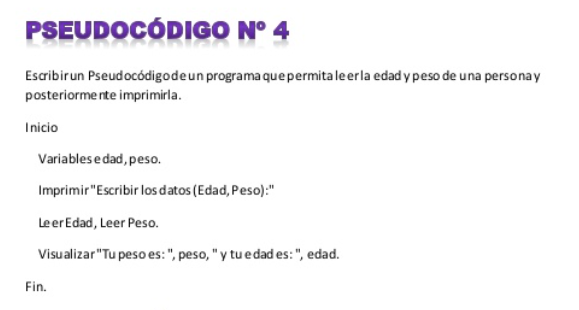 PSEUDOCÓDIGO Nº 4
Escribir un Pseudocódigo de un programa que permita leer la edad y peso de una persona y
posteriormente imprimirla.
Inicio
Variables edad, peso.
Imprimir "Escribir los datos (Edad, Peso):"
Leer Edad, Leer Peso.
Visualizar "Tu peso es: ", peso, " y tu edad es: ", edad.
Fin.